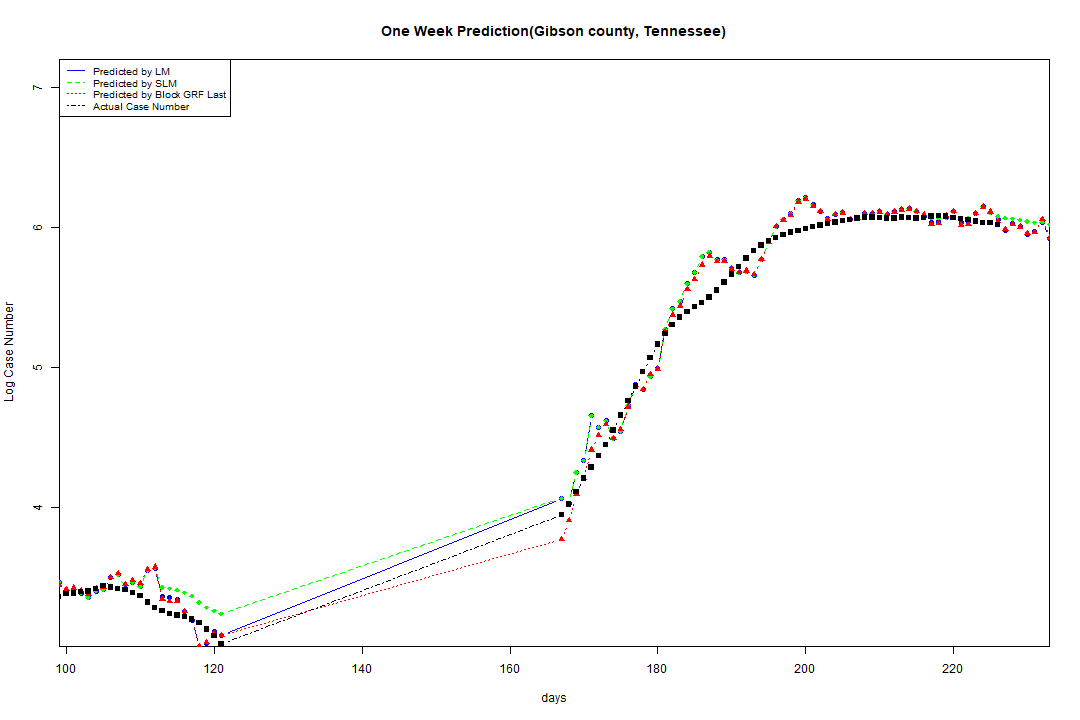 One Week Prediction(Gibson county, Tennessee)
Predicted by LM
Predicted by SLM
Predicted by Block GRF Last
Actual Case Number
7
6
5
4
Log Case Number
100 120 140 160 180 200 220
days